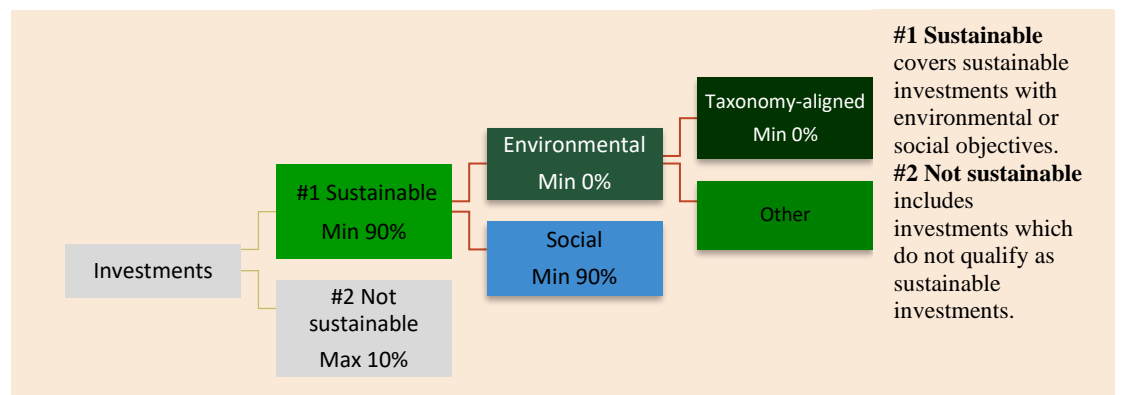 Investments
#1 Sustainable
Min 90%
#2 Not
sustainable
Max 10%
Environmental
Min 0%
Social
Min 90%
Taxonomy-aligned
Min 0%
Other
#1 Sustainable
covers sustainable
investments with
environmental or
social objectives.
#2 Not sustainable
includes
investments which
do not qualify as
sustainable
investments.